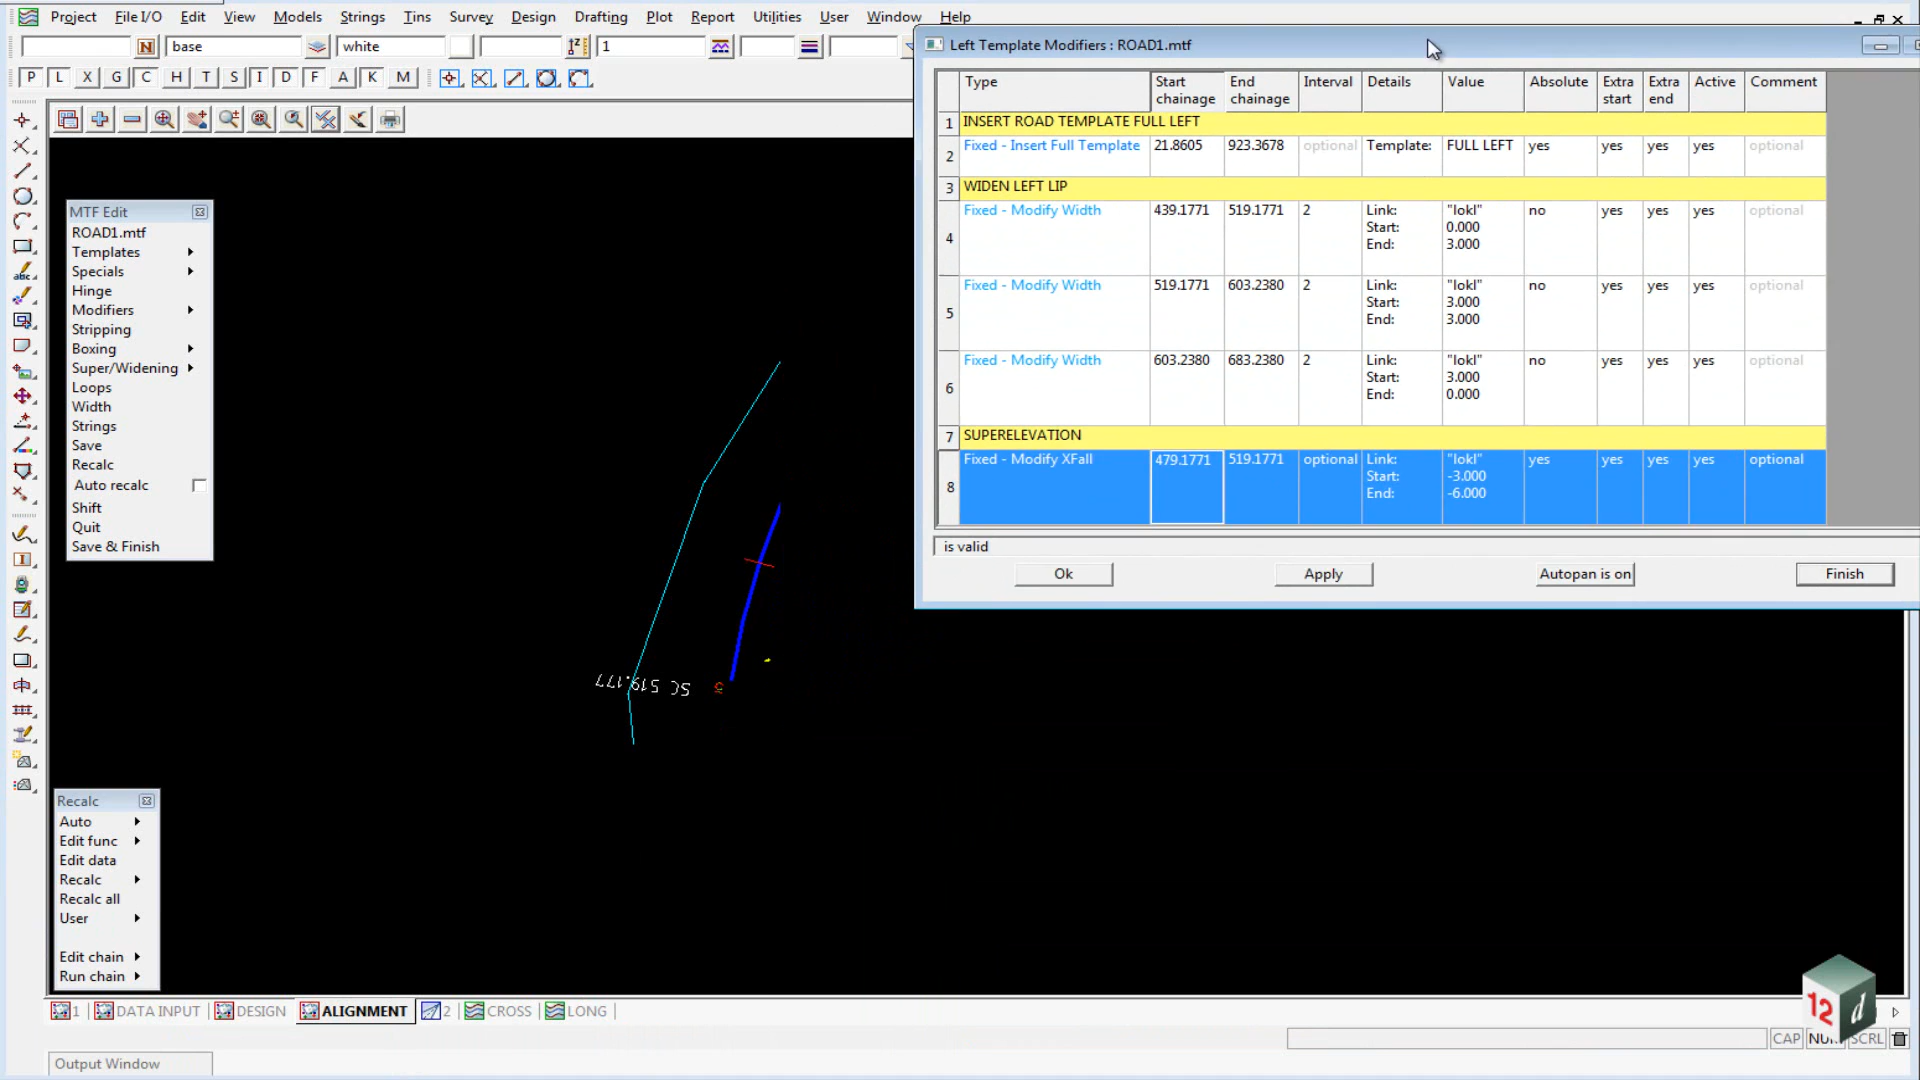 Project File I/O Edit View Models Strings Tins Survey Design Drafting Plot Report Utilities User Window Help
N base white 1
P L X G C H T S I D F A K M
Left Template Modifiers : ROAD1.mtf
Type Start chainage End chainage Interval Details Value Absolute Extra start Extra end Active Comment
1 INSERT ROAD TEMPLATE FULL LEFT
2 Fixed - Insert Full Template 21.8605 923.3678 optional Template: FULL LEFT yes yes yes yes optional
3 WIDEN LEFT LIP
4 Fixed - Modify Width 439.1771 519.1771 2 Link: "lokl" no yes yes yes optional
Start: 0.000
End: 3.000
5 Fixed - Modify Width 519.1771 603.2380 2 Link: "lokl" no yes yes yes optional
Start: 3.000
End: 3.000
6 Fixed - Modify Width 603.2380 683.2380 2 Link: "lokl" no yes yes yes optional
Start: 3.000
End: 0.000
7 SUPERELEVATION
8 Fixed - Modify XFall 479.1771 519.1771 optional Link: "lokl" yes yes yes yes optional
Start: -3.000
End: -6.000
is valid
Ok Apply Autopan is on Finish
MTF Edit
ROAD1.mtf
Templates
Specials
Hinge
Modifiers
Stripping
Boxing
Super/Widening
Loops
Width
Strings
Save
Recalc
Auto recalc
Shift
Quit
Save & Finish
SC 519.177
Recalc
Auto
Edit func
Edit data
Recalc
Recalc all
User
Edit chain
Run chain
1 DATA INPUT DESIGN ALIGNMENT 2 CROSS LONG
12d
CAP NUM SCRL
Output Window